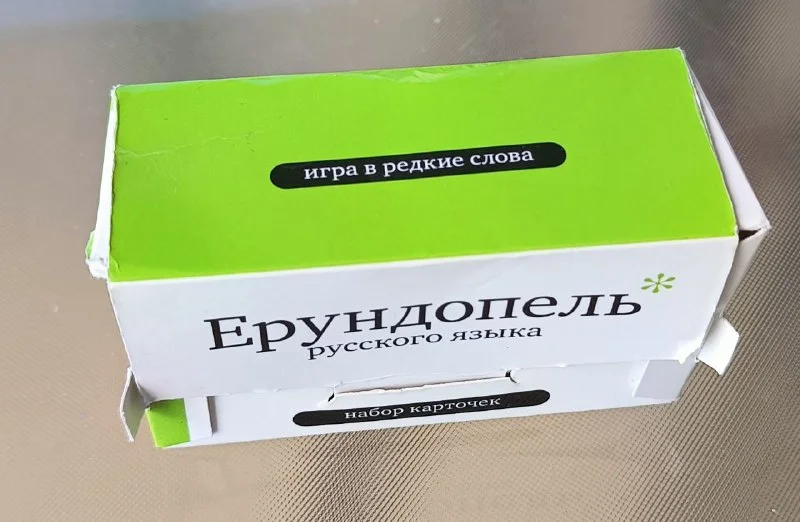 игра в редкие слова
Ерундопель*
русского языка
набор карточек